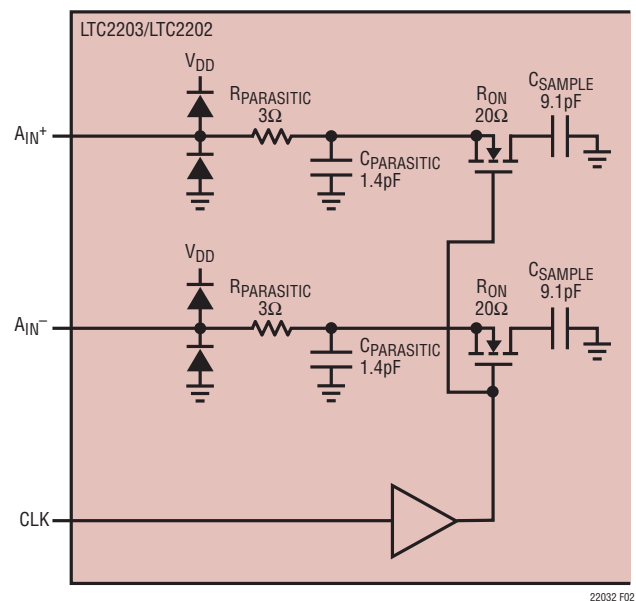 LTC2203/LTC2202
VDD
RPARASITIC
3Ω
RON
20Ω
CSAMPLE
9.1pF
AIN+
CPARASITIC
1.4pF
VDD
RPARASITIC
3Ω
RON
20Ω
CSAMPLE
9.1pF
AIN–
CPARASITIC
1.4pF
CLK
22032 F02